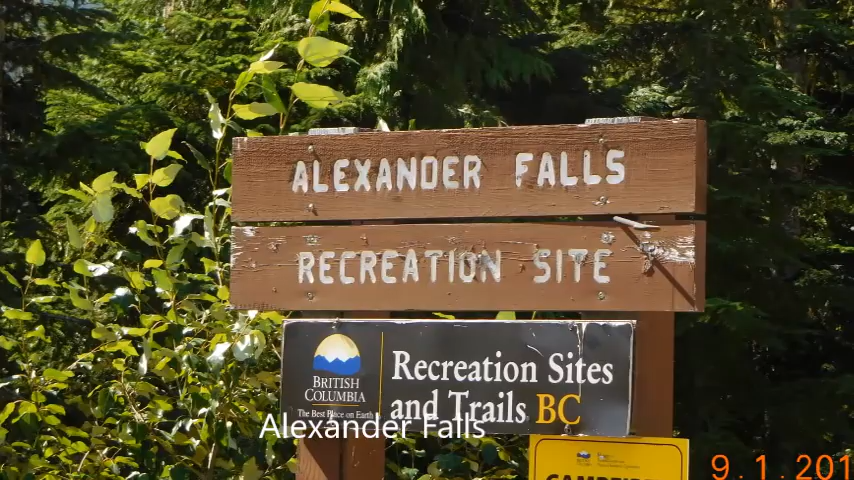 ALEXANDER FALLS
RECREATION SITE
BRITISH
COLUMBIA
The Best Place on Earth
Recreation Sites
and Trails BC
Alexander Falls
9.1.201